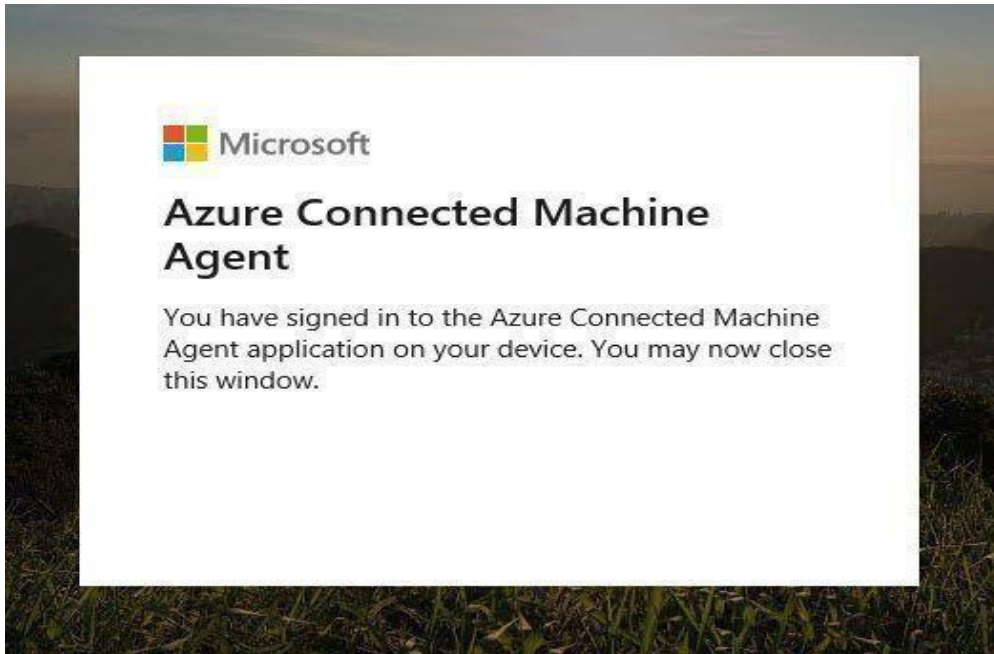 Microsoft
Azure Connected Machine
Agent
You have signed in to the Azure Connected Machine
Agent application on your device. You may now close
this window.